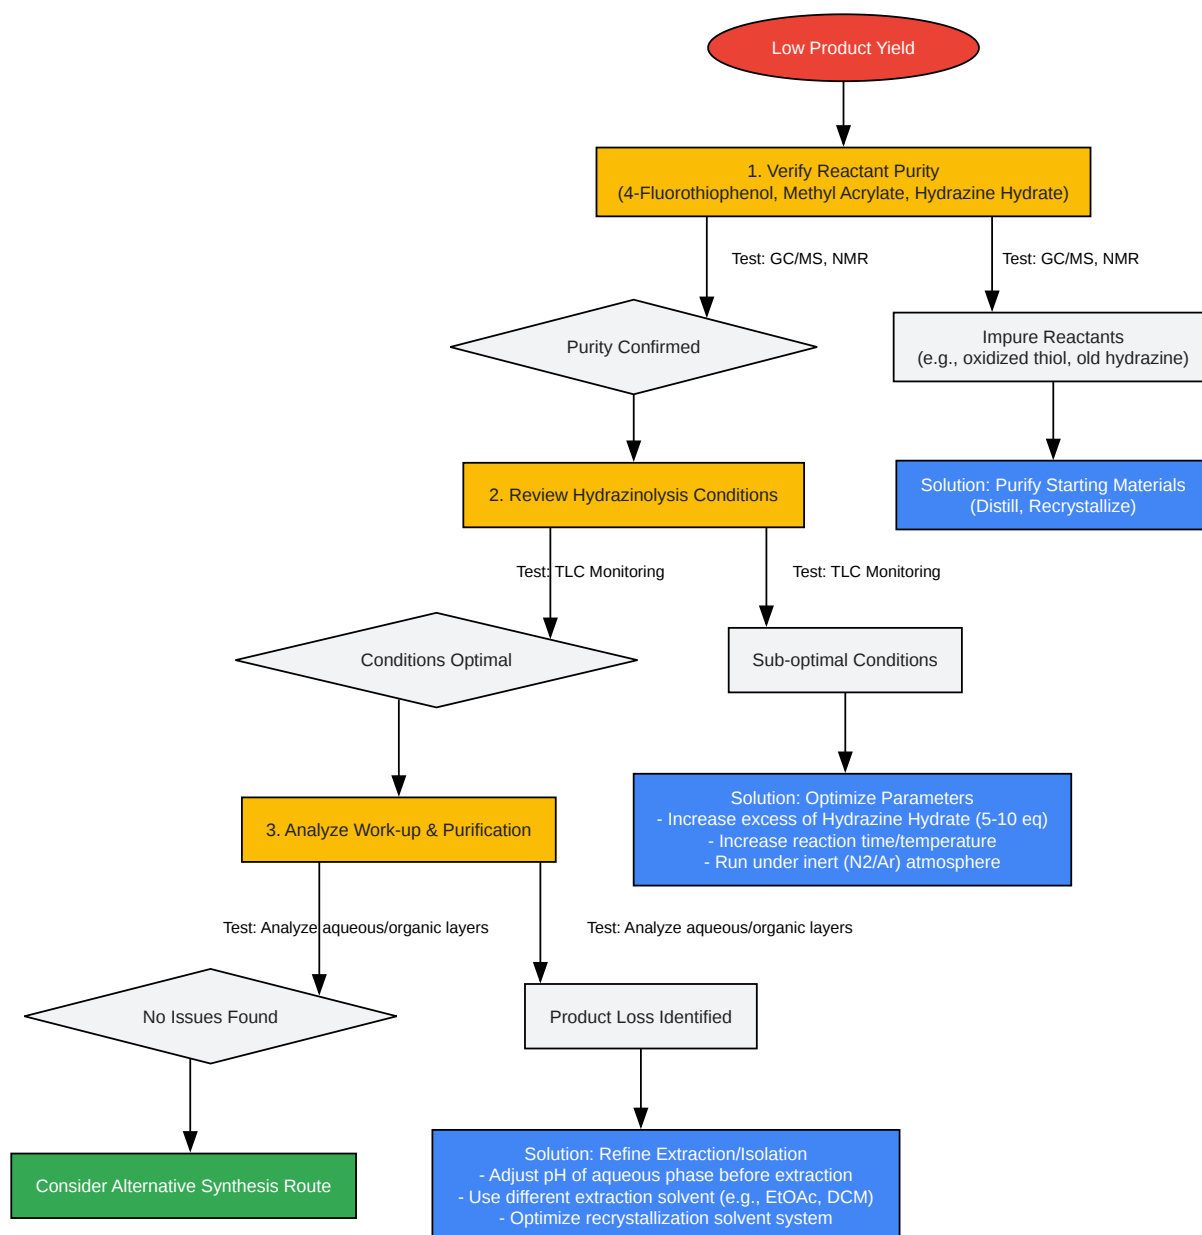 Low Product Yield
1. Verify Reactant Purity
(4-Fluorothiophenol, Methyl Acrylate, Hydrazine Hydrate)
Test: GC/MS, NMR
Test: GC/MS, NMR
Purity Confirmed
Impure Reactants
(e.g., oxidized thiol, old hydrazine)
2. Review Hydrazinolysis Conditions
Solution: Purify Starting Materials
(Distill, Recrystallize)
Test: TLC Monitoring
Test: TLC Monitoring
Conditions Optimal
Sub-optimal Conditions
3. Analyze Work-up & Purification
Solution: Optimize Parameters
- Increase excess of Hydrazine Hydrate (5-10 eq)
- Increase reaction time/temperature
- Run under inert (N2/Ar) atmosphere
Test: Analyze aqueous/organic layers
Test: Analyze aqueous/organic layers
No Issues Found
Product Loss Identified
Consider Alternative Synthesis Route
Solution: Refine Extraction/Isolation
- Adjust pH of aqueous phase before extraction
- Use different extraction solvent (e.g., EtOAc, DCM)
- Optimize recrystallization solvent system